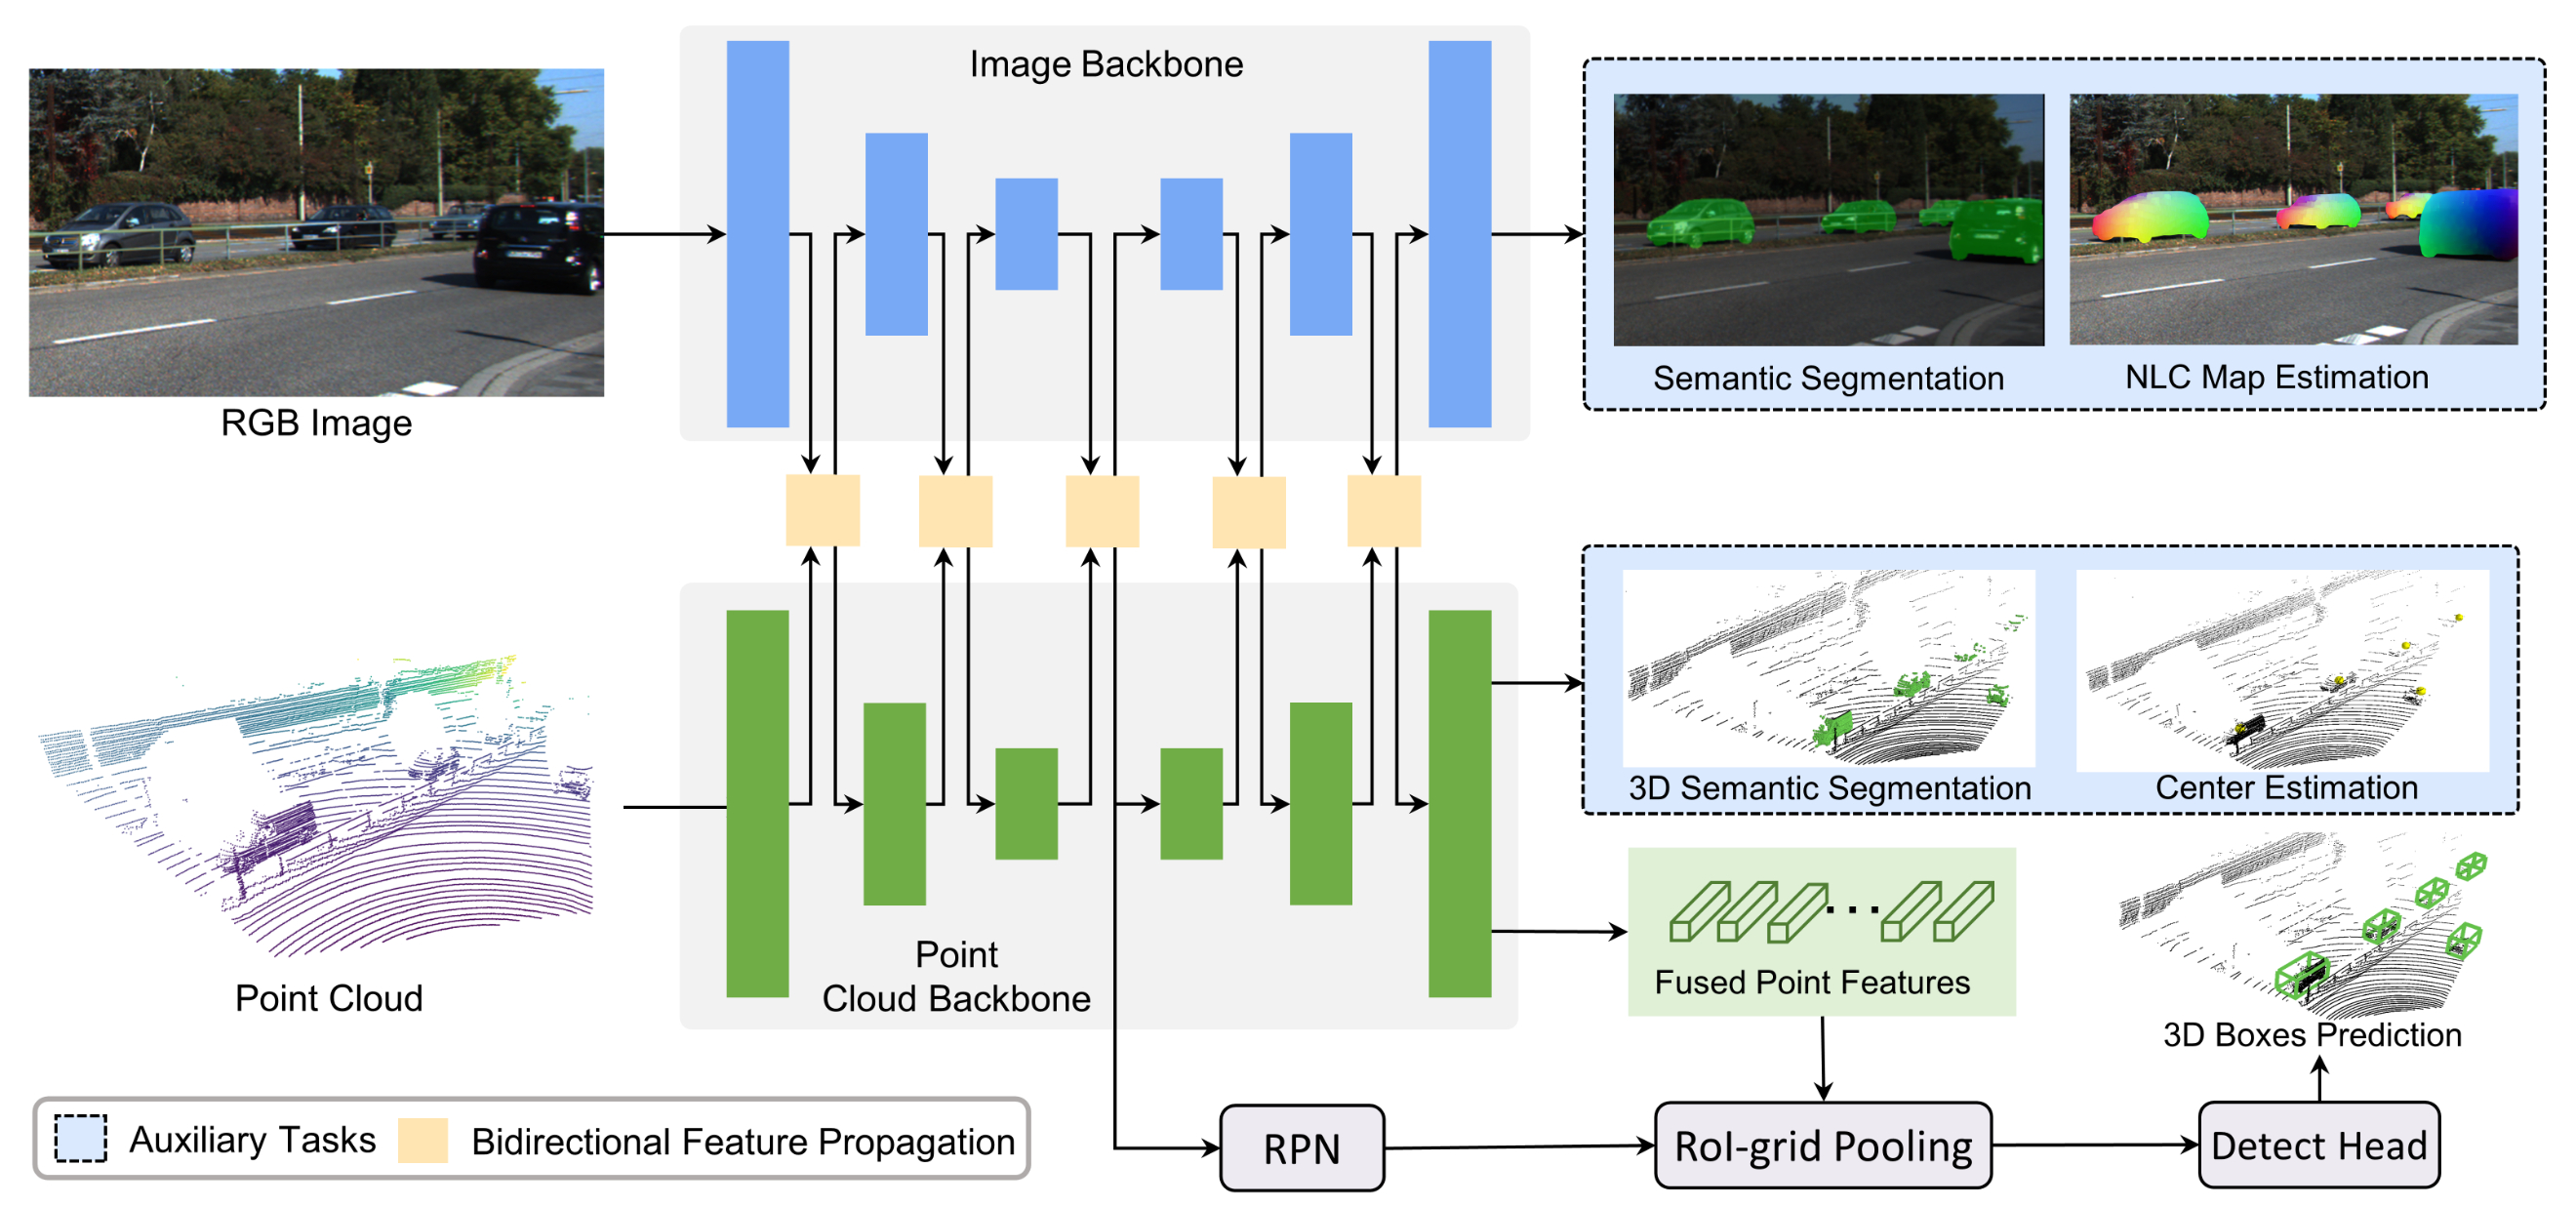 Image Backbone
RGB Image
Semantic Segmentation
NLC Map Estimation
3D Semantic Segmentation
Center Estimation
Point Cloud
Point
Cloud Backbone
Fused Point Features
3D Boxes Prediction
Auxiliary Tasks
Bidirectional Feature Propagation
RPN
RoI-grid Pooling
Detect Head